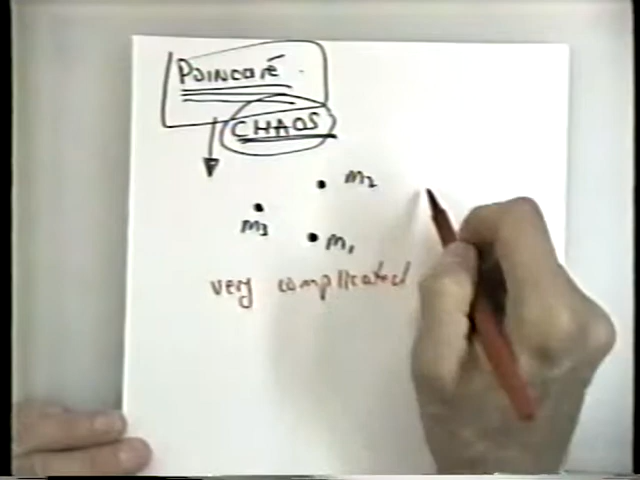 Poincaré
CHAOS
m2
m3
m1
very complicated